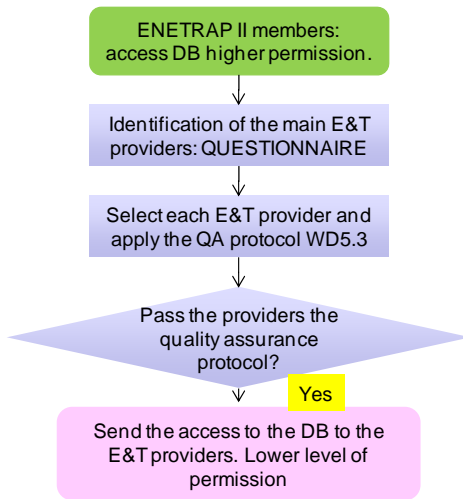 ENETRAP II members:
access DB higher permission.
Identification of the main E&T
providers: QUESTIONNAIRE
Select each E&T provider and
apply the QA protocol WD5.3
Pass the providers the
quality assurance
protocol?
Yes
Send the access to the DB to the
E&T providers. Lower level of
permission